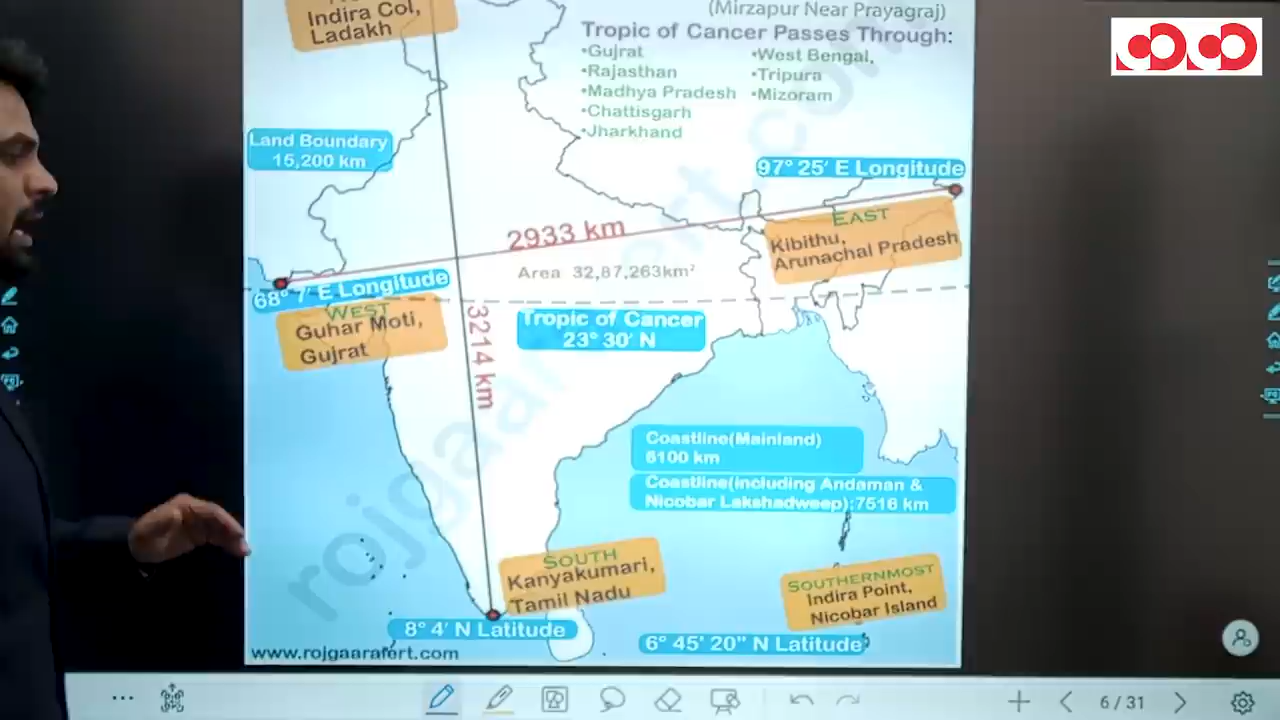 Indira Col,
Ladakh
(Mirzapur Near Prayagraj)
Tropic of Cancer Passes Through:
•Gujrat
•Rajasthan
•Madhya Pradesh
•Chattisgarh
•Jharkhand
•West Bengal,
•Tripura
•Mizoram
Land Boundary
15,200 km
97° 25′ E Longitude
EAST
Kibithu,
Arunachal Pradesh
2933 km
Area 32,87,263km²
68° 7′ E Longitude
WEST
Guhar Moti,
Gujrat
Tropic of Cancer
23° 30′ N
3214 km
Coastline(Mainland)
6100 km
Coastline(including Andaman &
Nicobar Lakshadweep):7516 km
SOUTH
Kanyakumari,
Tamil Nadu
8° 4′ N Latitude
SOUTHERNMOST
Indira Point,
Nicobar Island
6° 45′ 20″ N Latitude
www.rojgaarafert.com
6 / 31